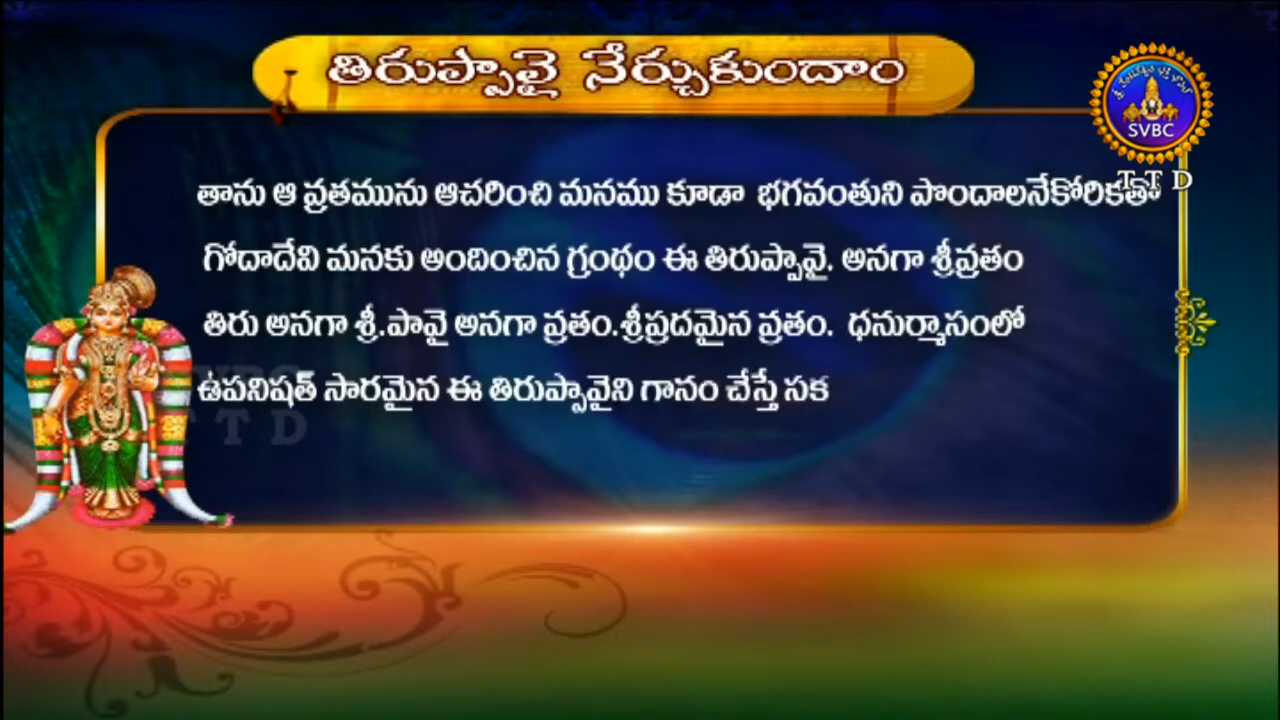 తిరుప్పావై నేర్చుకుందాం
SVBC
T T D
తాను ఆ వ్రతమును ఆచరించి మనము కూడా భగవంతుని పొందాలనేకోరికతో
గోదాదేవి మనకు అందించిన గ్రంథం ఈ తిరుప్పావై. అనగా శ్రీవ్రతం
తిరు అనగా శ్రీ.పావై అనగా వ్రతం.శ్రీప్రదమైన వ్రతం. ధనుర్మాసంలో
ఉపనిషత్ సారమైన ఈ తిరుప్పావైని గానం చేస్తే సక
T T D